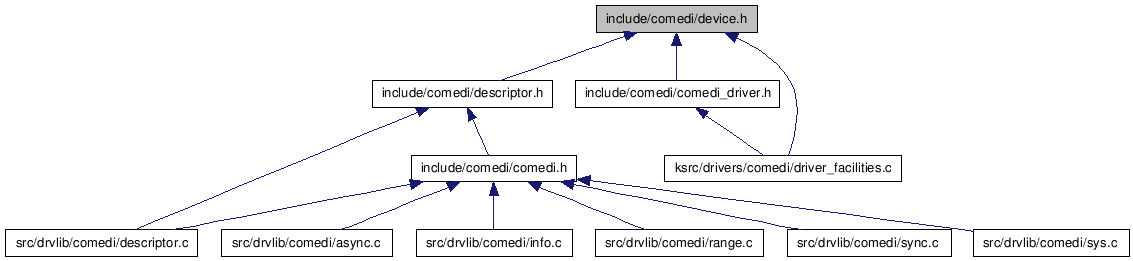 include/comedi/device.h
include/comedi/descriptor.h
include/comedi/comedi_driver.h
include/comedi/comedi.h
ksrc/drivers/comedi/driver_facilities.c
src/drvlib/comedi/descriptor.c
src/drvlib/comedi/async.c
src/drvlib/comedi/info.c
src/drvlib/comedi/range.c
src/drvlib/comedi/sync.c
src/drvlib/comedi/sys.c